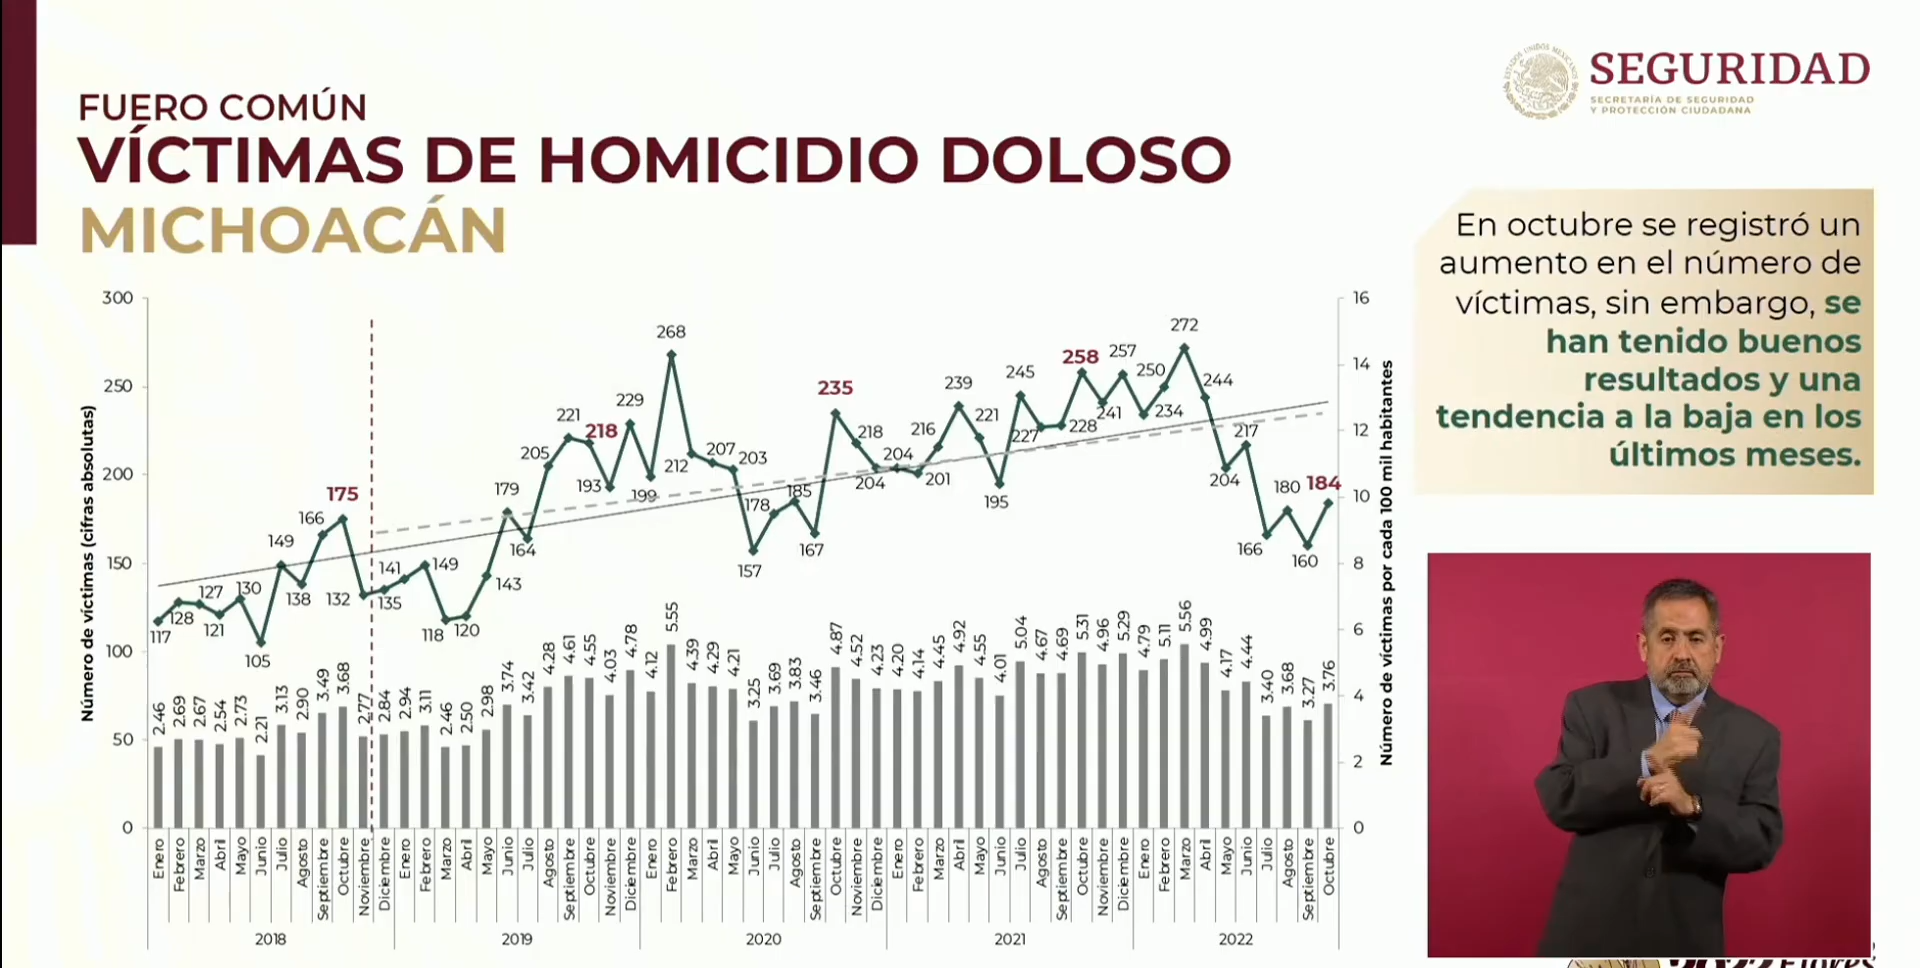 SEGURIDAD
SECRETARÍA DE SEGURIDAD
Y PROTECCIÓN CIUDADANA
FUERO COMÚN
VÍCTIMAS DE HOMICIDIO DOLOSO
MICHOACÁN
En octubre se registró un
aumento en el número de
víctimas, sin embargo, se
han tenido buenos
resultados y una
tendencia a la baja en los
últimos meses.
Número de víctimas (cifras absolutas)
300
250
200
150
100
50
0
117 128 127 121 130 105 149 138 166 175 132 135
141 149 118 120 143 179 164 205 221 218 193 229
199 268 212 207 203 157 178 185 167 235 218 204
204 201 216 239 221 195 245 227 228 258 241 257
234 250 272 244 204 217 166 180 160 184
2.46 2.69 2.67 2.54 2.73 2.21 3.13 2.90 3.49 3.68 2.77 2.84
2.94 3.11 2.46 2.50 2.98 3.74 3.42 4.28 4.61 4.55 4.03 4.78
4.12 5.55 4.39 4.29 4.21 3.25 3.69 3.83 3.46 4.87 4.52 4.23
4.20 4.14 4.45 4.92 4.55 4.01 5.04 4.67 4.69 5.31 4.96 5.29
4.79 5.11 5.56 4.99 4.17 4.44 3.40 3.68 3.27 3.76
16
14
12
10
8
6
4
2
0
Número de víctimas por cada 100 mil habitantes
Enero Febrero Marzo Abril Mayo Junio Julio Agosto Septiembre Octubre Noviembre Diciembre
Enero Febrero Marzo Abril Mayo Junio Julio Agosto Septiembre Octubre Noviembre Diciembre
Enero Febrero Marzo Abril Mayo Junio Julio Agosto Septiembre Octubre Noviembre Diciembre
Enero Febrero Marzo Abril Mayo Junio Julio Agosto Septiembre Octubre Noviembre Diciembre
Enero Febrero Marzo Abril Mayo Junio Julio Agosto Septiembre Octubre
2018 2019 2020 2021 2022
2022 Flores